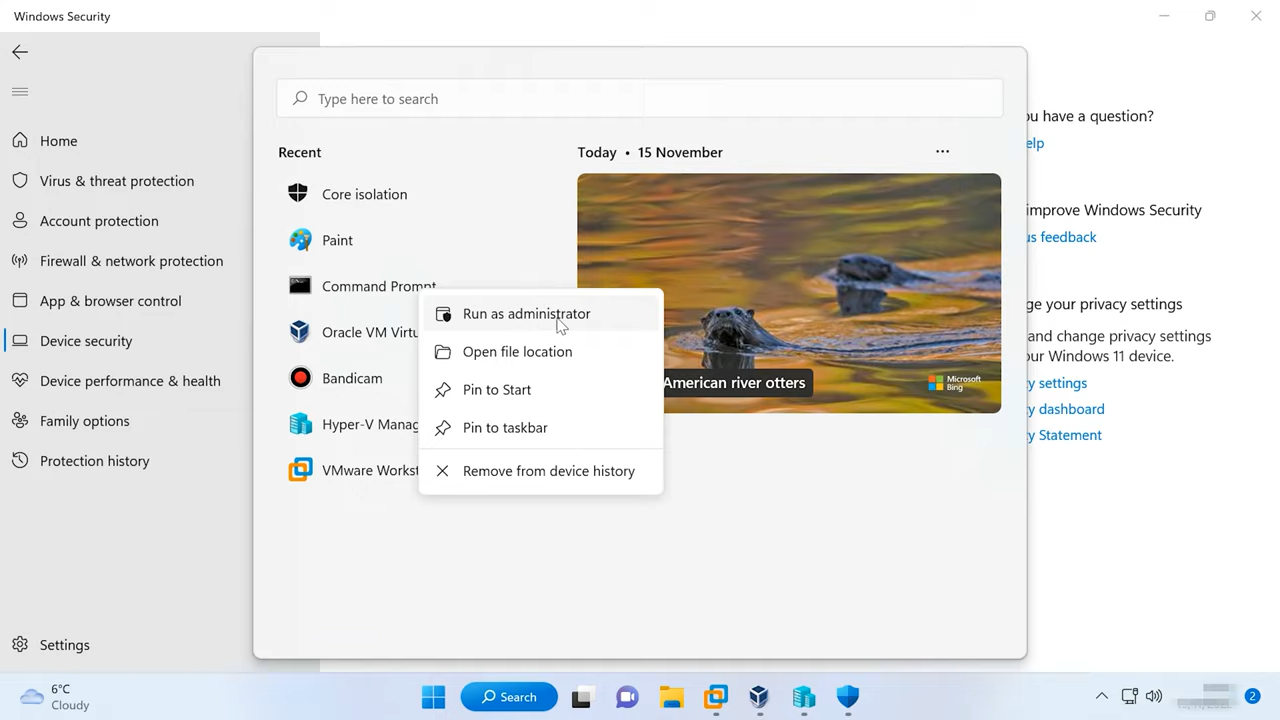 Windows Security
Home
Virus & threat protection
Account protection
Firewall & network protection
App & browser control
Device security
Device performance & health
Family options
Protection history
Settings
Type here to search
Recent
Core isolation
Paint
Command Prompt
Oracle VM Virtu
Bandicam
Hyper-V Manag
VMware Workst
Run as administrator
Open file location
Pin to Start
Pin to taskbar
Remove from device history
Today • 15 November
American river otters
Microsoft
Bing
ou have a question?
elp
improve Windows Security
us feedback
ge your privacy settings
and change privacy settings
ur Windows 11 device.
y settings
y dashboard
y Statement
6°C
Cloudy
Search
2